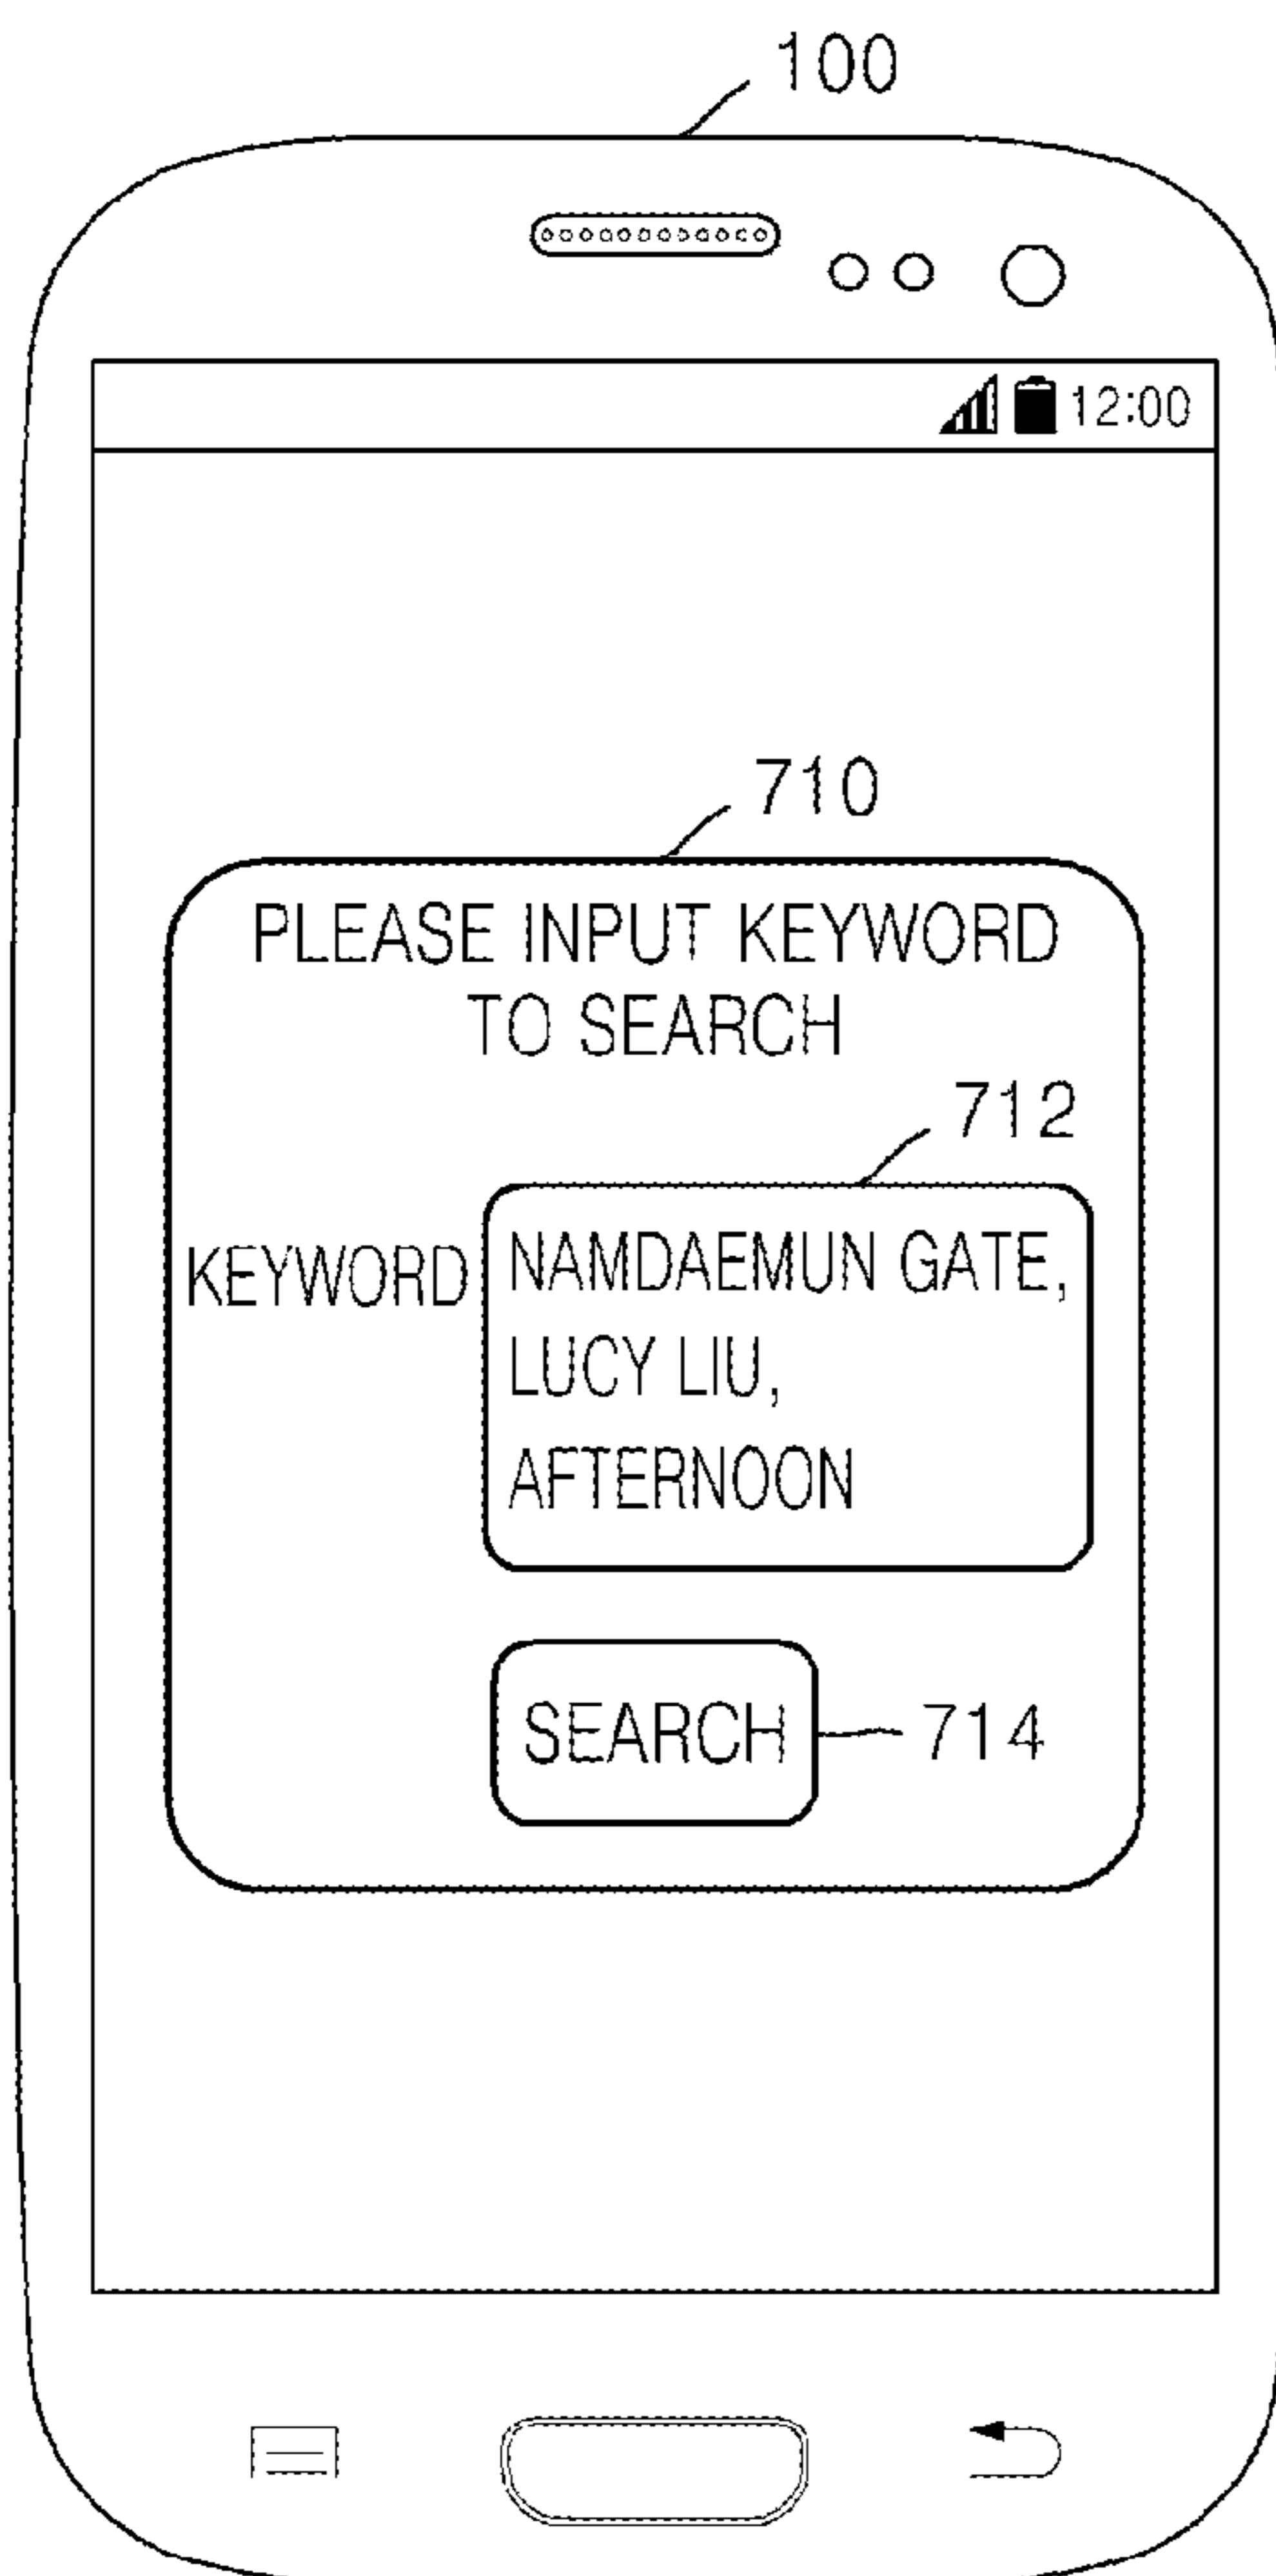 100
12:00
710
PLEASE INPUT KEYWORD
TO SEARCH
712
KEYWORD
NAMDAEMUN GATE,
LUCY LIU,
AFTERNOON
SEARCH
714